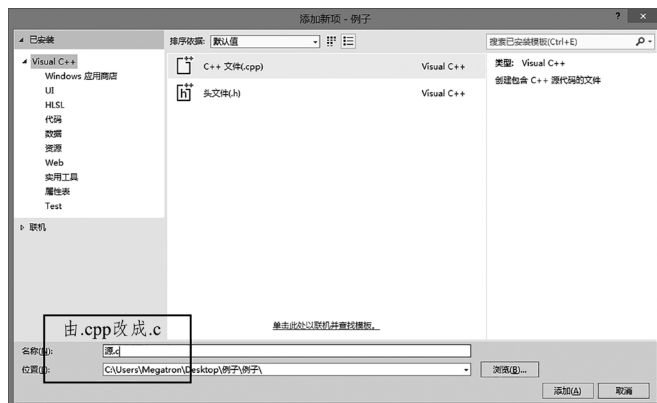 添加新项 - 例子
? ×
已安装
排序依据: 默认值
搜索已安装模板(Ctrl+E)
Visual C++
Windows 应用商店
UI
HLSL
代码
数据
资源
Web
实用工具
属性表
Test
联机
C++ 文件(.cpp) Visual C++
头文件(.h) Visual C++
类型: Visual C++
创建包含 C++ 源代码的文件
单击此处以联机并查找模板。
由.cpp改成.c
名称(N): 源.c
位置(L): C:\Users\Megatron\Desktop\例子\例子\
浏览(B)...
添加(A) 取消